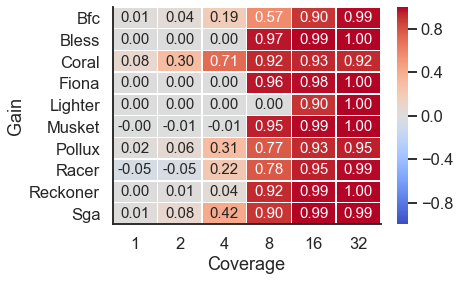 Bfc 0.01 0.04 0.19 0.57 0.90 0.99
Bless 0.00 0.00 0.00 0.97 0.99 1.00
Coral 0.08 0.30 0.71 0.92 0.93 0.92
Fiona 0.00 0.00 0.00 0.96 0.98 1.00
Lighter 0.00 0.00 0.00 0.00 0.90 1.00
Musket -0.00 -0.01 -0.01 0.95 0.99 1.00
Pollux 0.02 0.06 0.31 0.77 0.93 0.95
Racer -0.05 -0.05 0.22 0.78 0.95 0.99
Reckoner 0.00 0.01 0.04 0.92 0.99 1.00
Sga 0.01 0.08 0.42 0.90 0.99 0.99
1 2 4 8 16 32
Coverage
Gain
0.8
0.4
0.0
−0.4
−0.8